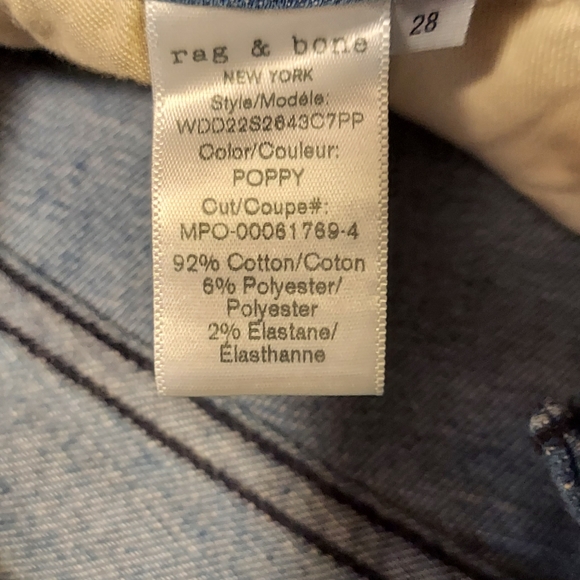 rag & bone
28
NEW YORK
Style/Modéle:
WDD22S2643C7PP
Color/Couleur:
POPPY
Cut/Coupe#:
MPO-00061769-4
92% Cotton/Coton
6% Polyester/
Polyester
2% Elastane/
Élasthanne